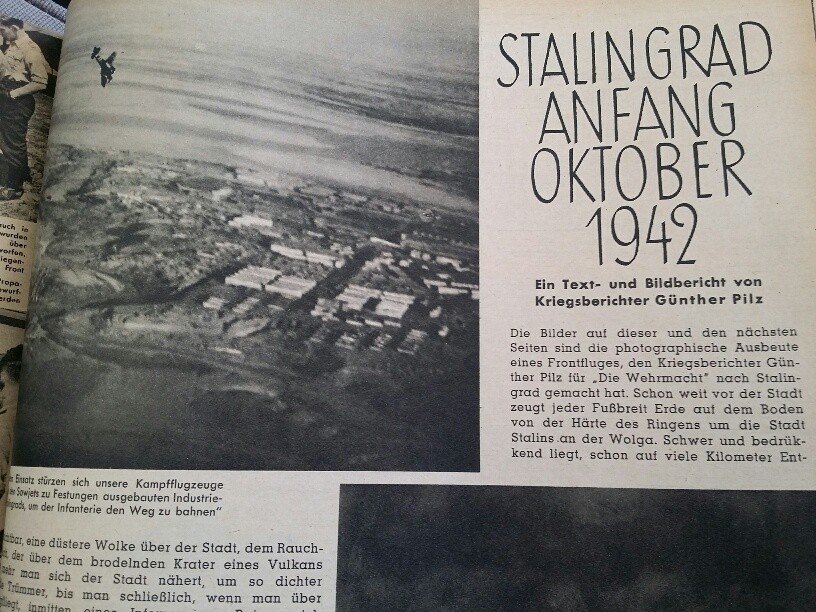 STALINGRAD
ANFANG
OKTOBER
1942
Ein Text- und Bildbericht von
Kriegsberichter Günther Pilz
Die Bilder auf dieser und den nächsten
Seiten sind die photographische Ausbeute
eines Frontfluges, den Kriegsberichter Gün-
ther Pilz für „Die Wehrmacht" nach Stalin-
grad gemacht hat. Schon weit vor der Stadt
zeugt jeder Fußbreit Erde auf dem Boden
von der Härte des Ringens um die Stadt
Stalins an der Wolga. Schwer und bedrük-
kend liegt, schon auf viele Kilometer Ent-
Einsatz stürzen sich unsere Kampfflugzeuge
Sowjets zu Festungen ausgebauten Industrie-
um der Infanterie den Weg zu bahnen"
eine düstere Wolke über der Stadt, dem Rauch-
der über dem brodelnden Krater eines Vulkans
man sich der Stadt nähert, um so dichter
Trümmer, bis man schließlich, wenn man über
inmitten eines
in
wurden
über
Front